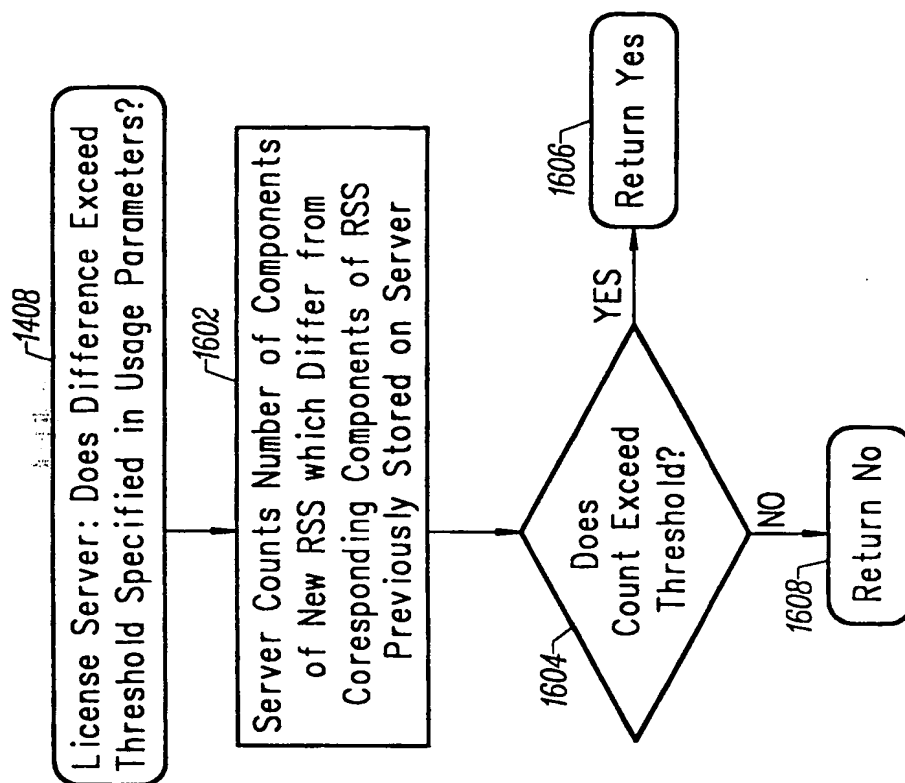 1408
License Server: Does Difference Exceed
Threshold Specified in Usage Parameters?
1602
Server Counts Number of Components
of New RSS which Differ from
Coresponding Components of RSS
Previously Stored on Server
1604
Does
Count Exceed
Threshold?
YES
1606
Return Yes
NO
1608
Return No